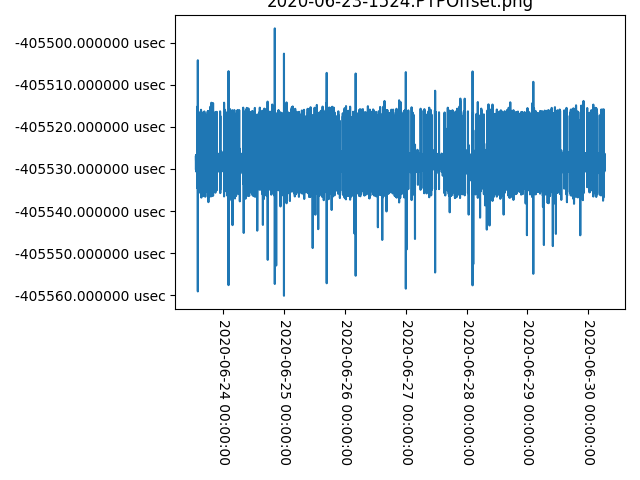 2020-06-23-1524.PTPOffset.png
-405500.000000 usec
-405510.000000 usec
-405520.000000 usec
-405530.000000 usec
-405540.000000 usec
-405550.000000 usec
-405560.000000 usec
2020-06-24 00:00:00
2020-06-25 00:00:00
2020-06-26 00:00:00
2020-06-27 00:00:00
2020-06-28 00:00:00
2020-06-29 00:00:00
2020-06-30 00:00:00